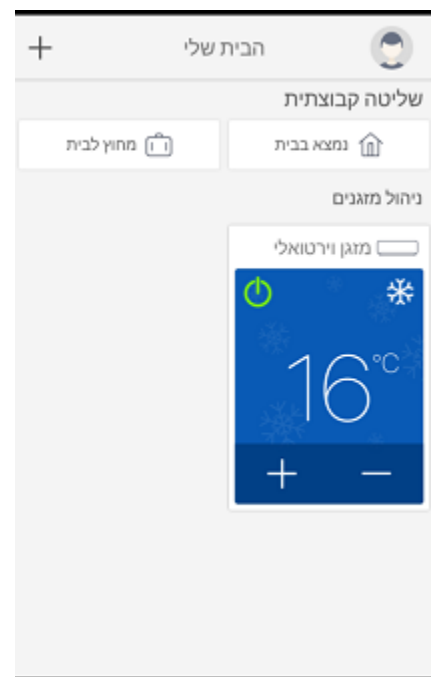 הבית שלי
שליטה קבוצתית
נמצא בבית
מחוץ לבית
ניהול מזגנים
מזגן וירטואלי
16°C
+ −